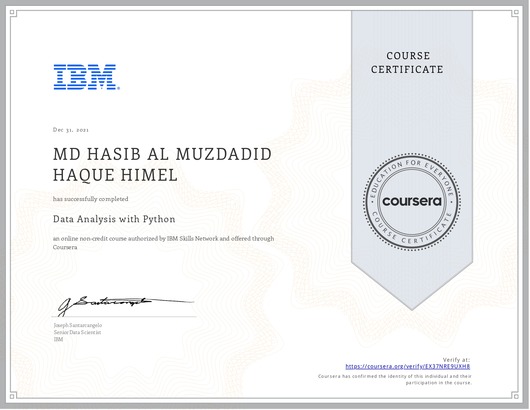 COURSE
CERTIFICATE
IBM
EDUCATION FOR EVERYONE
coursera
COURSE CERTIFICATE
Dec 31, 2021
MD HASIB AL MUZDADID
HAQUE HIMEL
has successfully completed
Data Analysis with Python
an online non-credit course authorized by IBM Skills Network and offered through
Coursera
Joseph Santarcangelo
Senior Data Scientist
IBM
Verify at:
https://coursera.org/verify/EX37NRE9UXH8
Coursera has confirmed the identity of this individual and their
participation in the course.